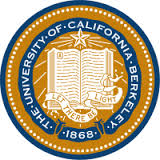 ·THE·UNIVERSITY·OF·CALIFORNIA·BERKELEY·
LET THERE BE LIGHT
·1868·